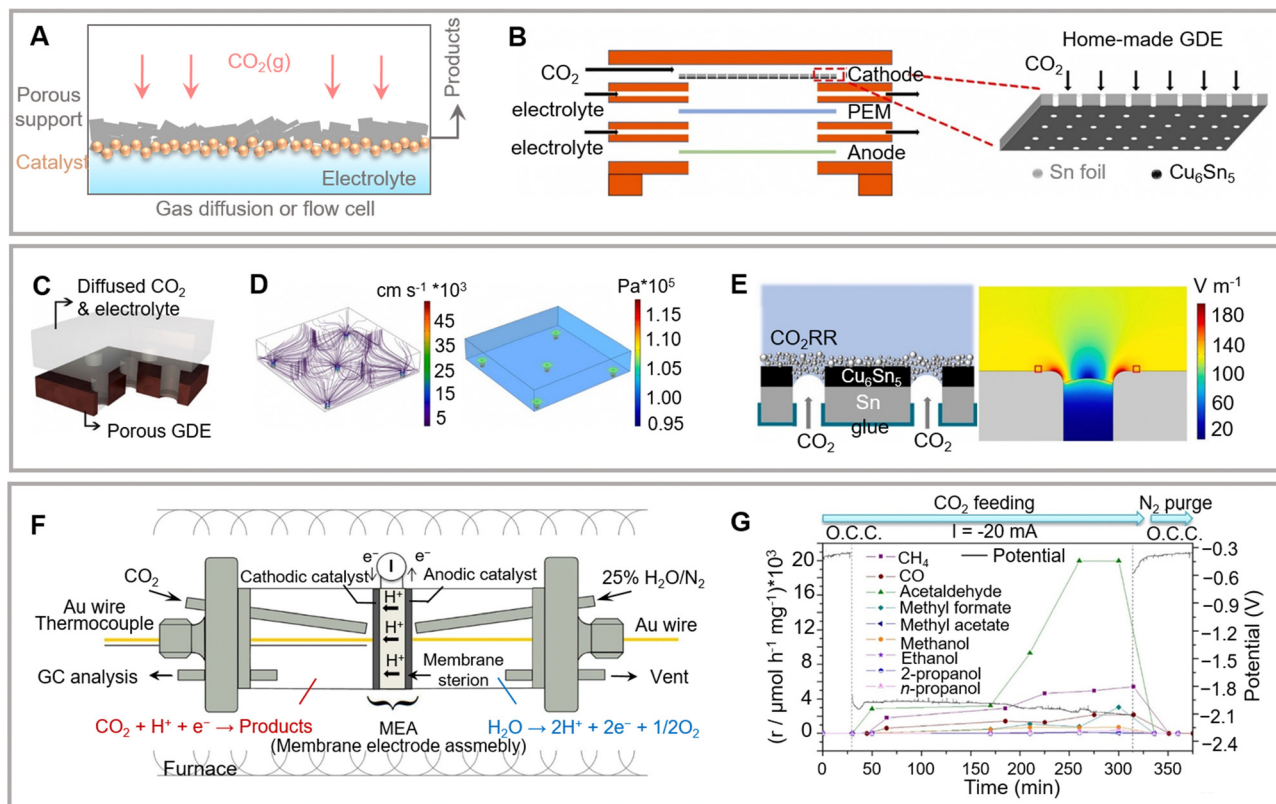 A
CO₂(g)
Porous
support
Catalyst
Electrolyte
Products
Gas diffusion or flow cell
B
CO₂
Cathode
electrolyte
PEM
electrolyte
Anode
Home-made GDE
CO₂
Sn foil
Cu₆Sn₅
C
Diffused CO₂
& electrolyte
Porous GDE
D
cm s⁻¹ *10³
45
35
25
15
5
Pa*10⁵
1.15
1.10
1.05
1.00
0.95
E
CO₂RR
Cu₆Sn₅
Sn
glue
CO₂
CO₂
V m⁻¹
180
140
100
60
20
F
e⁻ I e⁻
Cathodic catalyst
Anodic catalyst
CO₂
25% H₂O/N₂
Au wire
Thermocouple
Au wire
H⁺
H⁺
H⁺
H⁺
GC analysis
Membrane
sterion
Vent
CO₂ + H⁺ + e⁻ → Products
MEA
(Membrane electrode assmebly)
H₂O → 2H⁺ + 2e⁻ + 1/2O₂
Furnace
G
CO₂ feeding
N₂ purge
O.C.C.
I = -20 mA
O.C.C.
Potential
CH₄
CO
Acetaldehyde
Methyl formate
Methyl acetate
Methanol
Ethanol
2-propanol
n-propanol
(r / μmol h⁻¹ mg⁻¹)*10³
20
16
12
8
4
0
Potential (V)
−0.3
−0.6
−0.9
−1.2
−1.5
−1.8
−2.1
−2.4
0 50 100 150 200 250 300 350
Time (min)